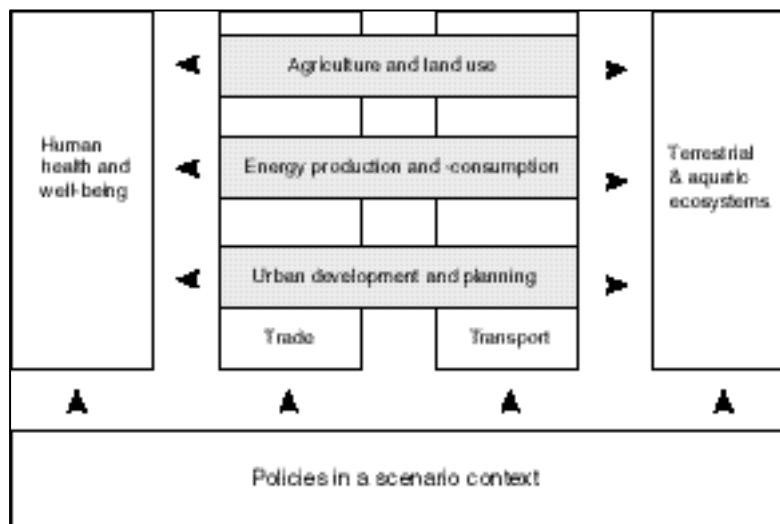 Agriculture and land use
Human
health and
well-being
Energy production and -consumption
Terrestrial
& aquatic
ecosystems
Urban development and planning
Trade
Transport
Policies in a scenario context